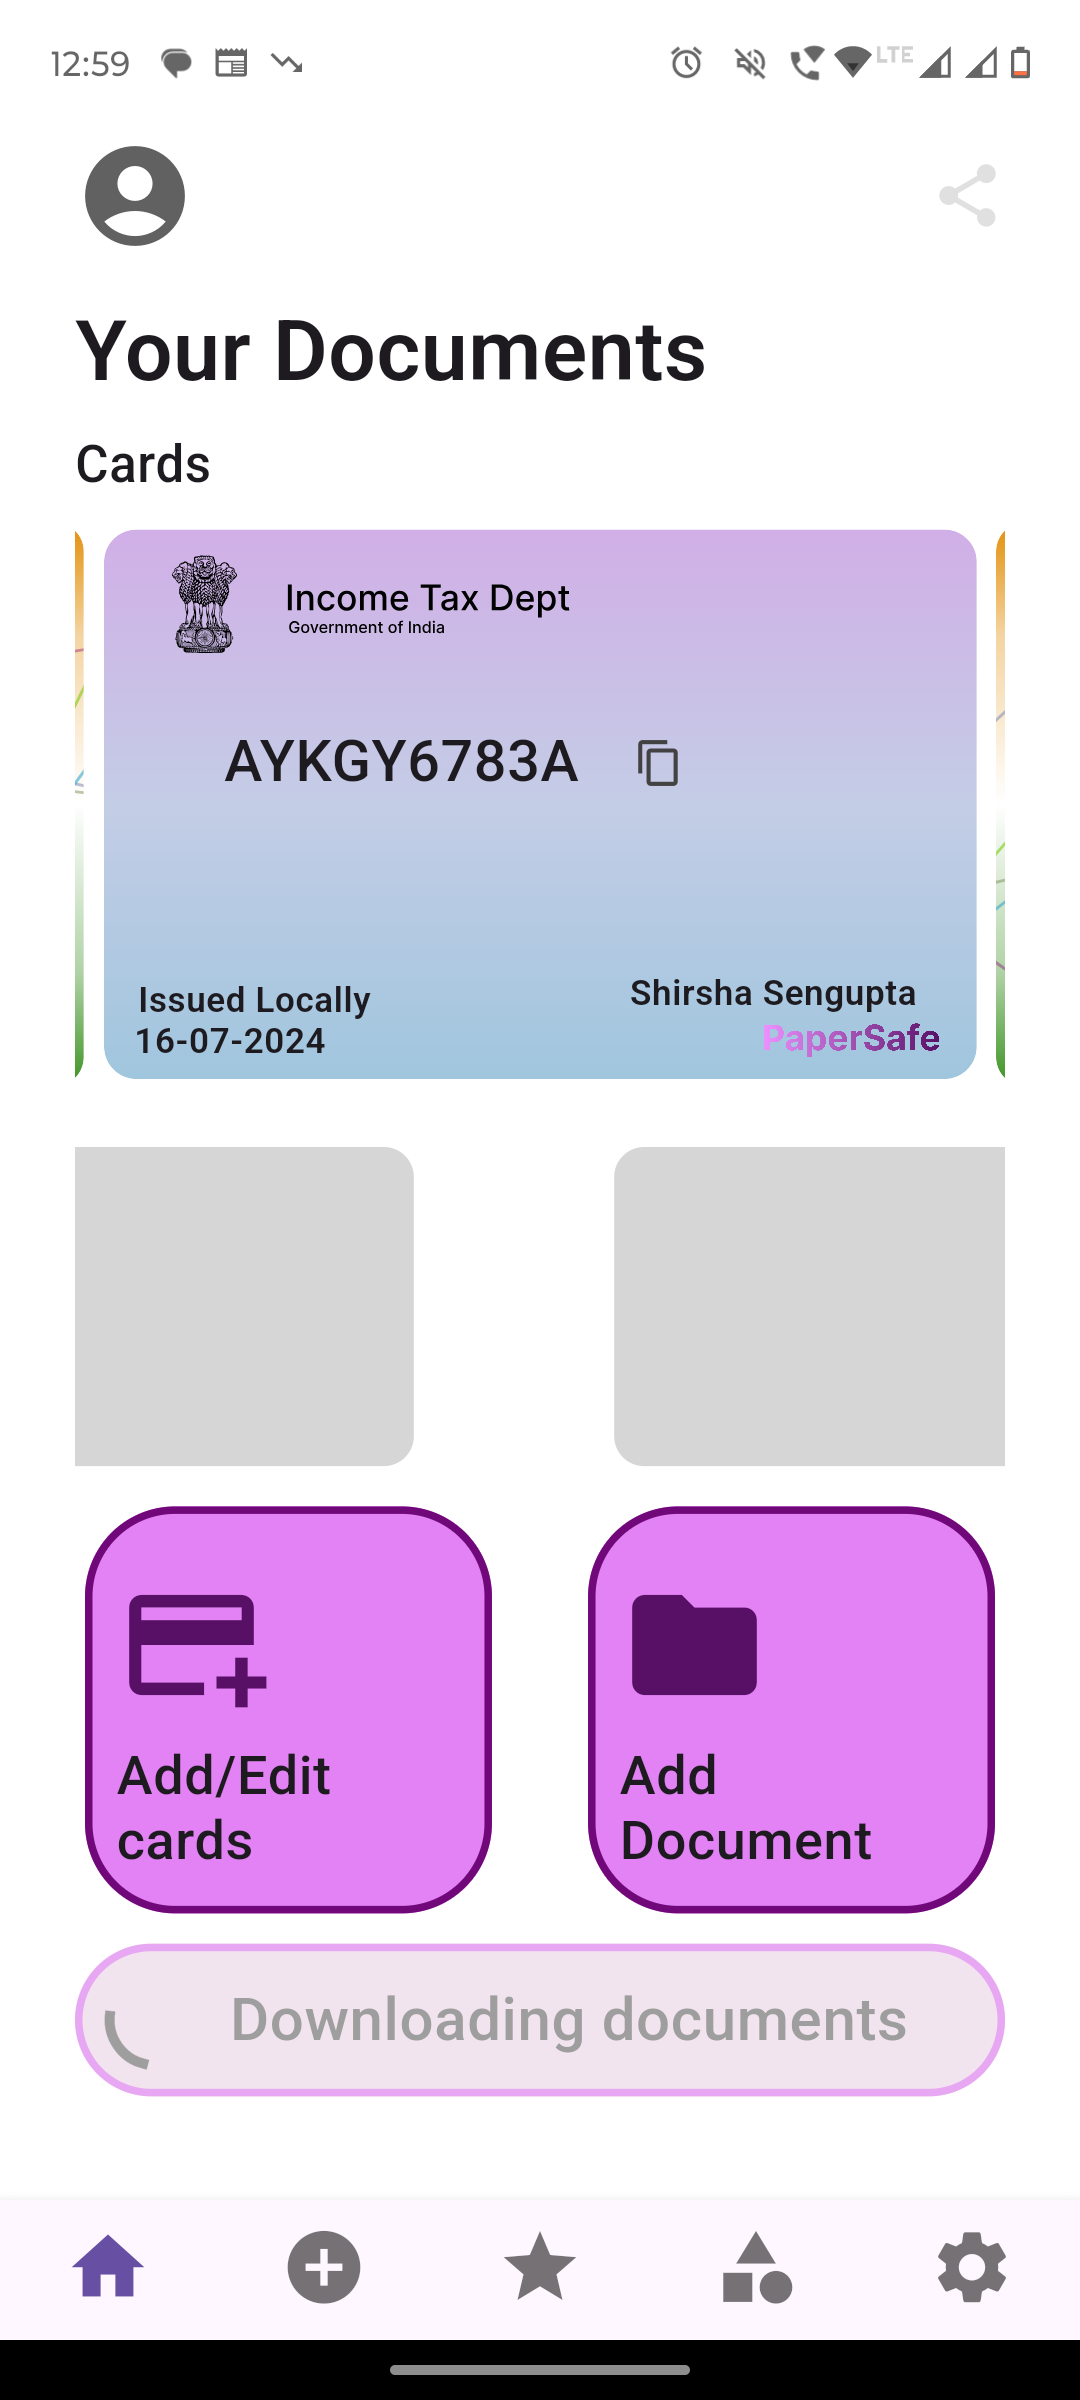 12:59
LTE
Your Documents
Cards
Income Tax Dept
Government of India
AYKGY6783A
Issued Locally
16-07-2024
Shirsha Sengupta
PaperSafe
Add/Edit
cards
Add
Document
Downloading documents